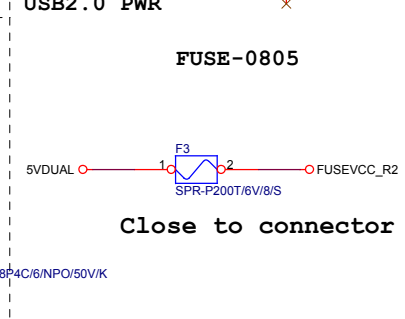 USB2.0 PWR
FUSE-0805
F3
5VDUAL 1 2 FUSEVCC_R2
SPR-P200T/6V/8/S
Close to connector
8P4C/6/NPO/50V/K